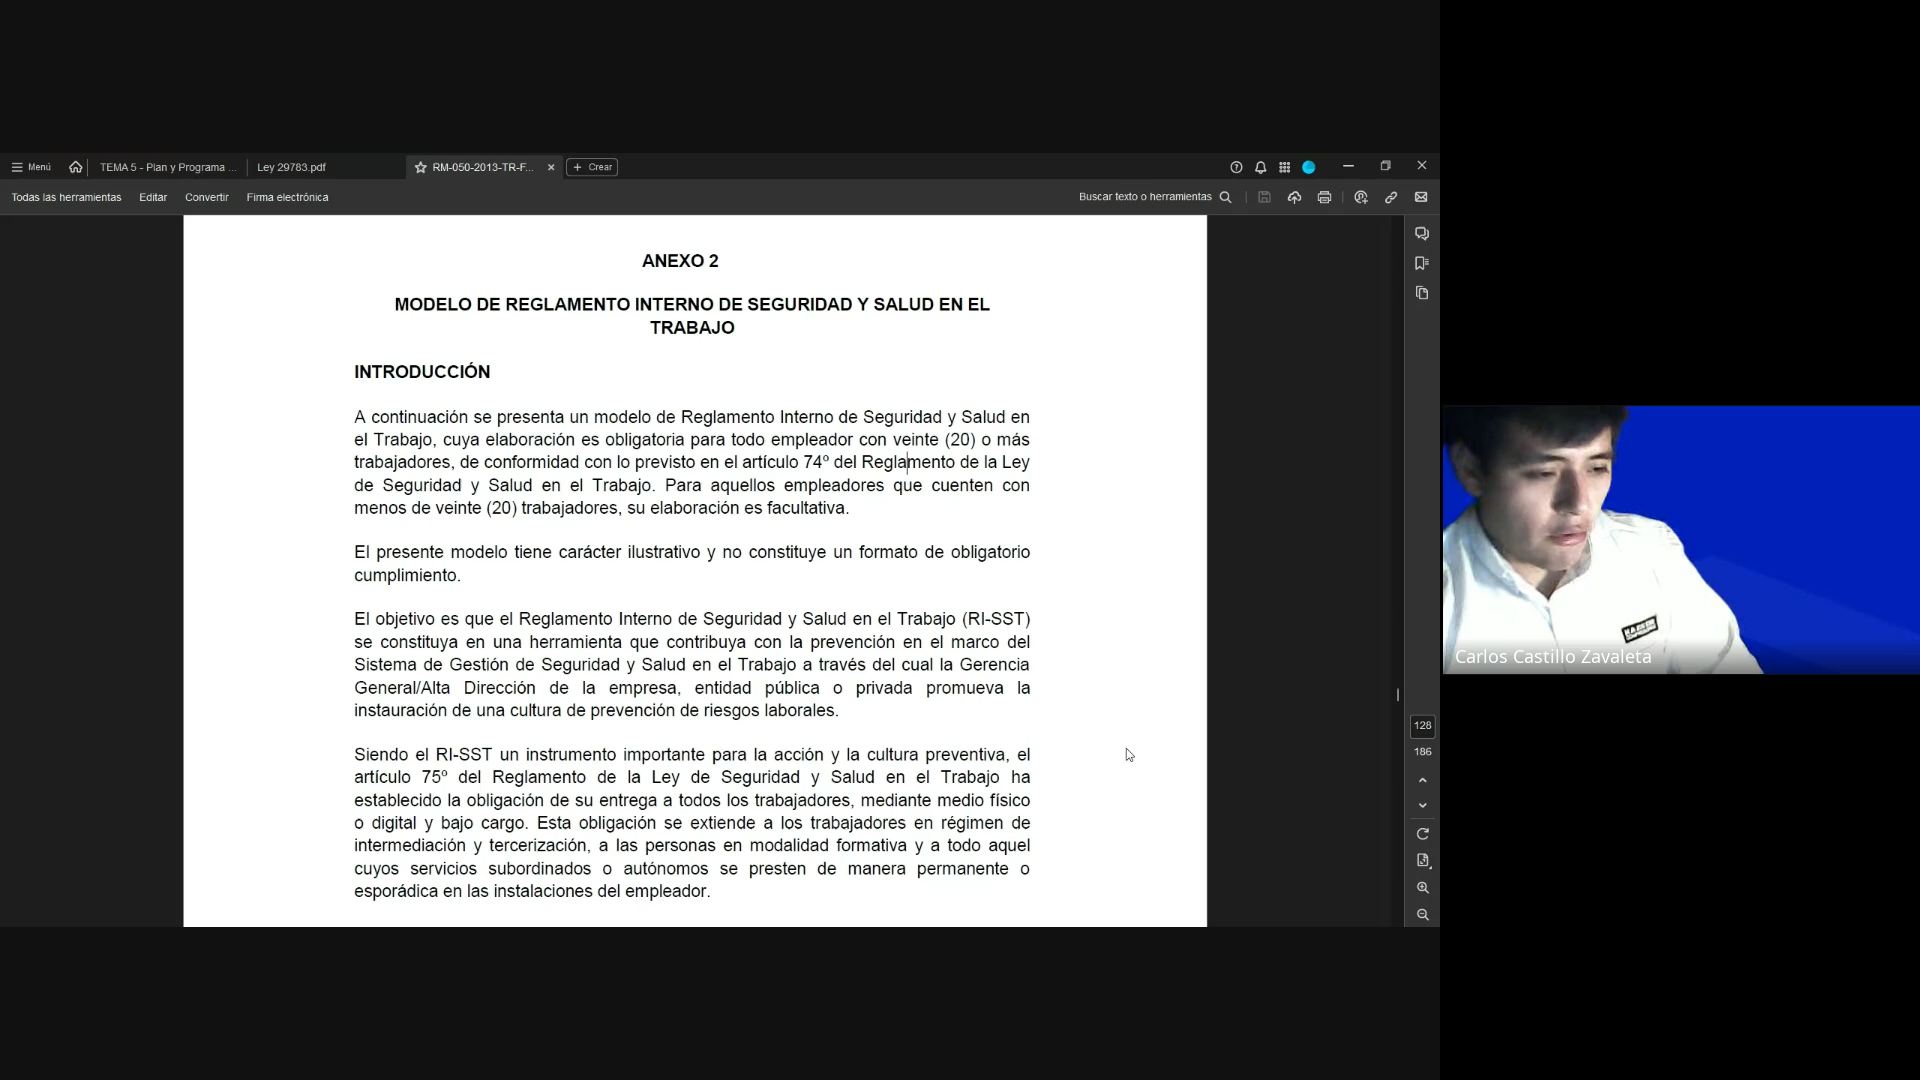 Menú
TEMA 5 - Plan y Programa ...
Ley 29783.pdf
RM-050-2013-TR-F...
Crear
Todas las herramientas
Editar
Convertir
Firma electrónica
Buscar texto o herramientas
ANEXO 2
MODELO DE REGLAMENTO INTERNO DE SEGURIDAD Y SALUD EN EL
TRABAJO
INTRODUCCIÓN
A continuación se presenta un modelo de Reglamento Interno de Seguridad y Salud en
el Trabajo, cuya elaboración es obligatoria para todo empleador con veinte (20) o más
trabajadores, de conformidad con lo previsto en el artículo 74º del Reglamento de la Ley
de Seguridad y Salud en el Trabajo. Para aquellos empleadores que cuenten con
menos de veinte (20) trabajadores, su elaboración es facultativa.
El presente modelo tiene carácter ilustrativo y no constituye un formato de obligatorio
cumplimiento.
El objetivo es que el Reglamento Interno de Seguridad y Salud en el Trabajo (RI-SST)
se constituya en una herramienta que contribuya con la prevención en el marco del
Sistema de Gestión de Seguridad y Salud en el Trabajo a través del cual la Gerencia
General/Alta Dirección de la empresa, entidad pública o privada promueva la
instauración de una cultura de prevención de riesgos laborales.
Siendo el RI-SST un instrumento importante para la acción y la cultura preventiva, el
artículo 75º del Reglamento de la Ley de Seguridad y Salud en el Trabajo ha
establecido la obligación de su entrega a todos los trabajadores, mediante medio físico
o digital y bajo cargo. Esta obligación se extiende a los trabajadores en régimen de
intermediación y tercerización, a las personas en modalidad formativa y a todo aquel
cuyos servicios subordinados o autónomos se presten de manera permanente o
esporádica en las instalaciones del empleador.
128
186
Carlos Castillo Zavaleta